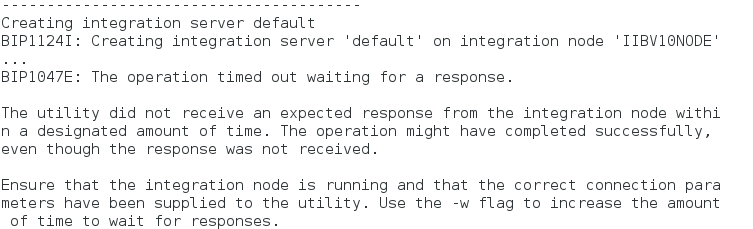 ----------------------------------------
Creating integration server default
BIP1124I: Creating integration server 'default' on integration node 'IIBV10NODE'
...
BIP1047E: The operation timed out waiting for a response.
The utility did not receive an expected response from the integration node withi
n a designated amount of time. The operation might have completed successfully,
even though the response was not received.
Ensure that the integration node is running and that the correct connection para
meters have been supplied to the utility. Use the -w flag to increase the amount
 of time to wait for responses.